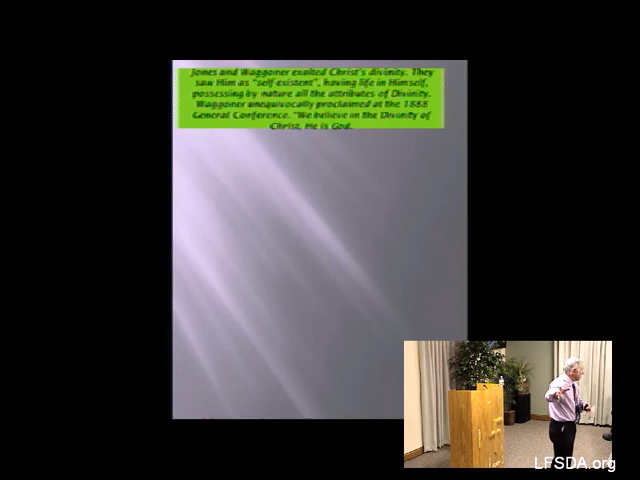 Jones and Waggoner exalted Christ's divinity. They
saw Him as "self-existent", having life in Himself,
possessing by nature all the attributes of Divinity.
Waggoner unequivocally proclaimed at the 1888
General Conference. "We believe in the Divinity of
Christ, He is God.
LFSDA.org